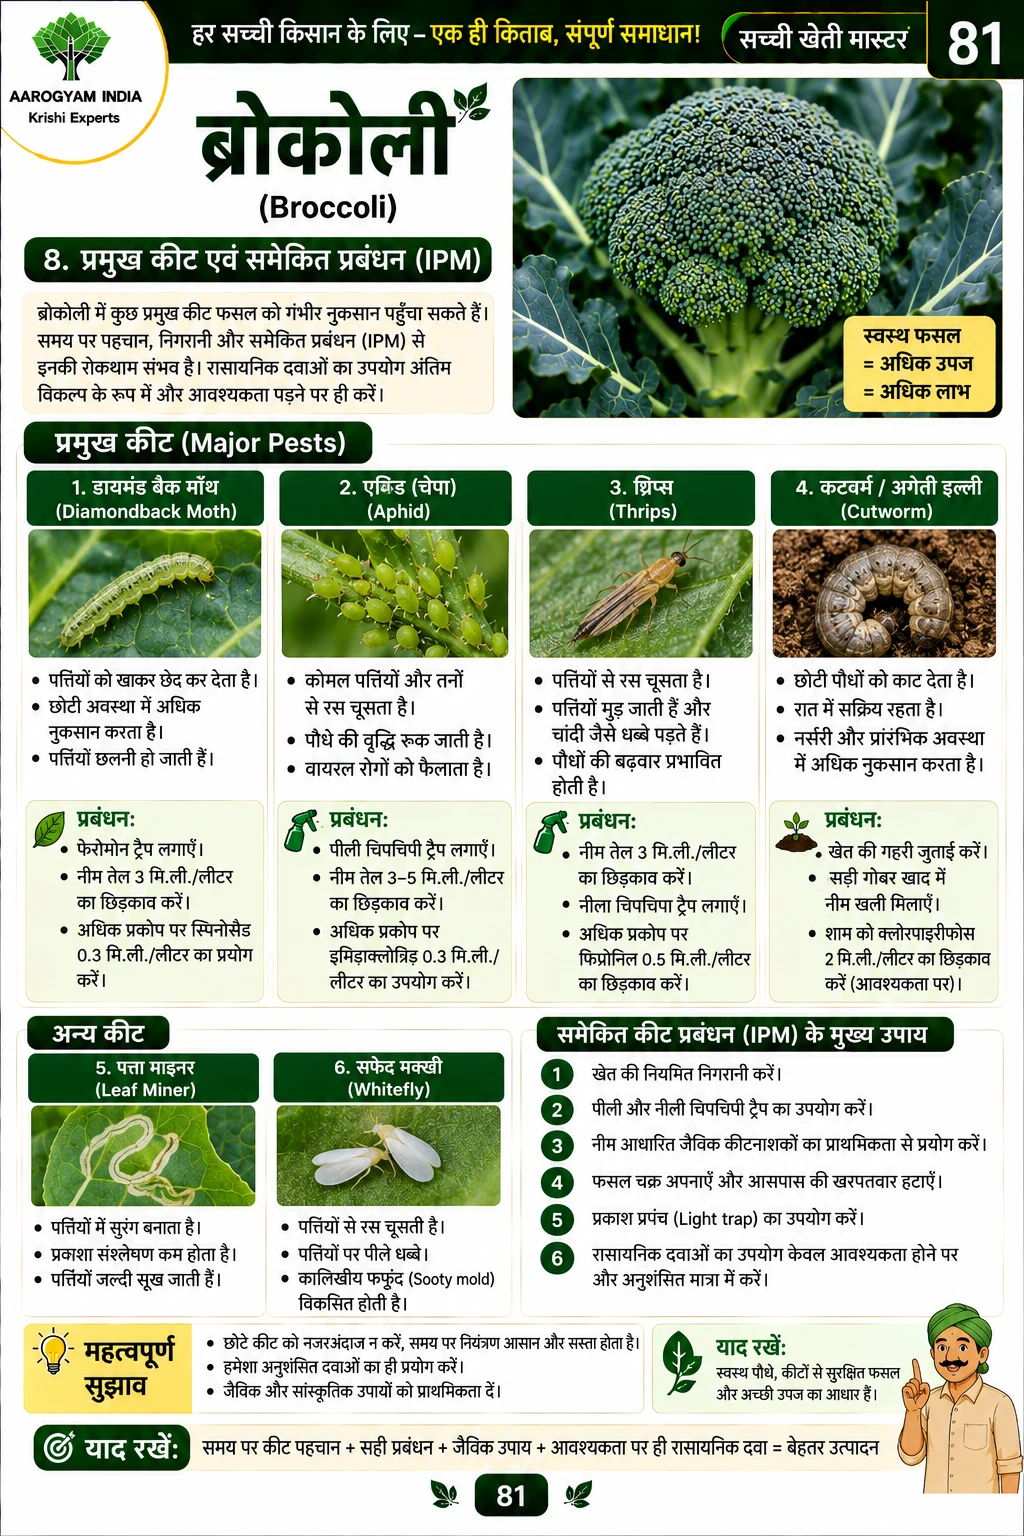 हर सच्ची किसान के लिए – एक ही किताब, संपूर्ण समाधान!
सच्ची खेती मास्टर
81
AAROGYAM INDIA
Krishi Experts
ब्रोकोली
(Broccoli)
8. प्रमुख कीट एवं समेकित प्रबंधन (IPM)
ब्रोकोली में कुछ प्रमुख कीट फसल को गंभीर नुकसान पहुँचा सकते हैं।
समय पर पहचान, निगरानी और समेकित प्रबंधन (IPM) से
इनकी रोकथाम संभव है। रासायनिक दवाओं का उपयोग अंतिम
विकल्प के रूप में और आवश्यकता पड़ने पर ही करें।
स्वस्थ फसल
= अधिक उपज
= अधिक लाभ
प्रमुख कीट (Major Pests)
1. डायमंड बैक मॉथ
(Diamondback Moth)
• पत्तियों को खाकर छेद कर देता है।
• छोटी अवस्था में अधिक
नुकसान करता है।
• पत्तियाँ छलनी हो जाती हैं।
प्रबंधन:
• फेरोमोन ट्रैप लगाएँ।
• नीम तेल 3 मि.ली./लीटर
का छिड़काव करें।
• अधिक प्रकोप पर स्पिनोसैड
0.3 मि.ली./लीटर का प्रयोग
करें।
2. (चेपा)
(Aphid)
• कोमल पत्तियों और तनों
से रस चूसता है।
• पौधे की वृद्धि रुक जाती है।
• वायरल रोगों को फैलाता है।
प्रबंधन:
• पीली चिपचिपी ट्रैप लगाएँ।
• नीम तेल 3–5 मि.ली./लीटर
का छिड़काव करें।
• अधिक प्रकोप पर
0.3 मि.ली./
लीटर का उपयोग करें।
3. थ्रिप्स
(Thrips)
• पत्तियों से रस चूसता है।
• पत्तियाँ मुड़ जाती हैं और
चांदी जैसे धब्बे पड़ते हैं।
• पौधों की बढ़वार प्रभावित
होती है।
प्रबंधन:
• नीम तेल 3 मि.ली./लीटर
का छिड़काव करें।
• नीला चिपचिपा ट्रैप लगाएँ।
• अधिक प्रकोप पर
फिप्रोनिल 0.5 मि.ली./लीटर
का छिड़काव करें।
4. कटवर्म / अगेती इल्ली
(Cutworm)
• छोटी पौधों को काट देता है।
• रात में सक्रिय रहता है।
• नर्सरी और प्रारंभिक अवस्था
में अधिक नुकसान करता है।
प्रबंधन:
• खेत की गहरी जुताई करें।
• सड़ी गोबर खाद में
नीम खली मिलाएँ।
• शाम को क्लोरपाइरीफोस
2 मि.ली./लीटर का छिड़काव
करें (आवश्यकता पर)।
अन्य कीट
5. पत्ता माइनर
(Leaf Miner)
• पत्तियों में सुरंग बनाता है।
• प्रकाश संश्लेषण कम होता है।
• पत्तियाँ जल्दी सूख जाती हैं।
6. सफेद मक्खी
(Whitefly)
• पत्तियों से रस चूसती है।
• पत्तियों पर पीले धब्बे।
• कालिखीय फफूंद (Sooty mold)
विकसित होती है।
समेकित कीट प्रबंधन (IPM) के मुख्य उपाय
1 खेत की नियमित निगरानी करें।
2 पीली और नीली चिपचिपी ट्रैप का उपयोग करें।
3 नीम आधारित जैविक कीटनाशकों का प्राथमिकता से प्रयोग करें।
4 फसल चक्र अपनाएँ और आसपास की खरपतवार हटाएँ।
5 प्रकाश प्रपंच (Light trap) का उपयोग करें।
6 रासायनिक दवाओं का उपयोग केवल आवश्यकता होने पर
और अनुशंसित मात्रा में करें।
महत्वपूर्ण
सुझाव
• छोटे कीट को नजरअंदाज न करें, समय पर नियंत्रण आसान और सस्ता होता है।
• हमेशा अनुशंसित दवाओं का ही प्रयोग करें।
• जैविक और सांस्कृतिक उपायों को प्राथमिकता दें।
याद रखें:
स्वस्थ पौधे, कीटों से सुरक्षित फसल
और अच्छी उपज का आधार हैं।
याद रखें:
समय पर कीट पहचान + सही प्रबंधन + जैविक उपाय + आवश्यकता पर ही रासायनिक दवा = बेहतर उत्पादन
81